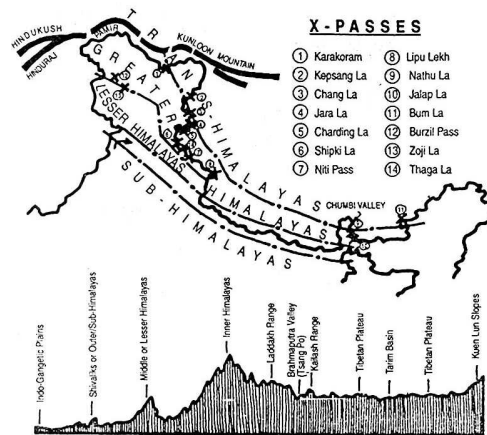 X-PASSES
1 Karakoram
2 Kepsang La
3 Chang La
4 Jara La
5 Charding La
6 Shipki La
7 Niti Pass
8 Lipu Lekh
9 Nathu La
10 Jalap La
11 Bum La
12 Burzil Pass
13 Zoji La
14 Thaga La
HINDUKUSH
HINDURAJ
PAMIR
KUNLOON MOUNTAIN
TRANS-HIMALAYAS
GREATER HIMALAYAS
LESSER HIMALAYAS
SUB-HIMALAYAS
CHUMBI VALLEY
Indo-Gangetic Plains
Shivaliks or Outer/Sub-Himalayas
Middle or Lesser Himalayas
Inner Himalayas
Laddakh Range
Brahmaputra Valley
(Tsang Po)
Kailash Range
Tibetan Plateau
Tarim Basin
Tibetan Plateau
Kuen Lun Slopes